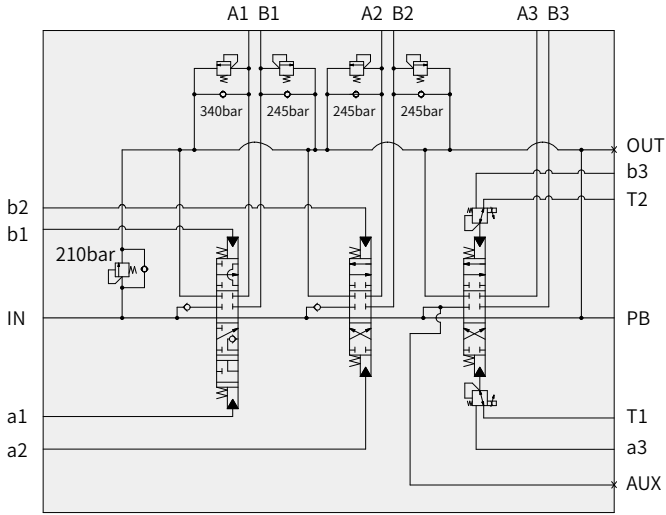 A1 B1 A2 B2 A3 B3
340bar 245bar 245bar 245bar
OUT
b3
T2
b2
b1
210bar
IN PB
a1 T1
a2 a3
AUX